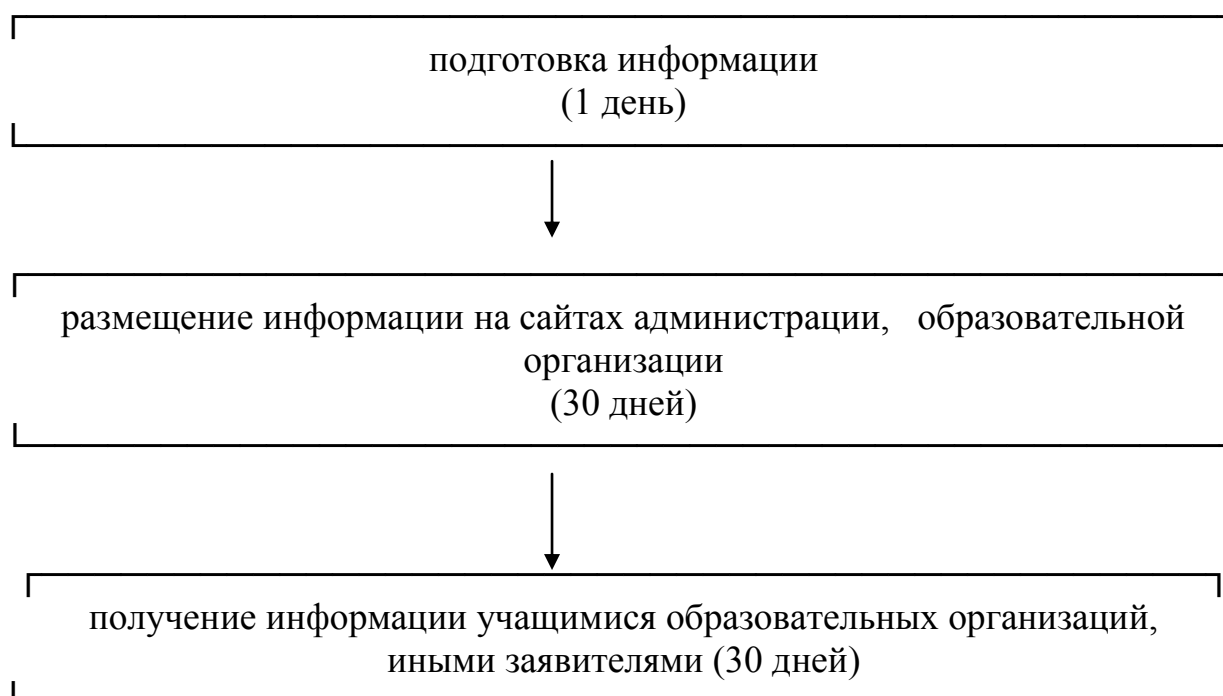 подготовка информации
(1 день)
размещение информации на сайтах администрации, образовательной
организации
(30 дней)
получение информации учащимися образовательных организаций,
иными заявителями (30 дней)